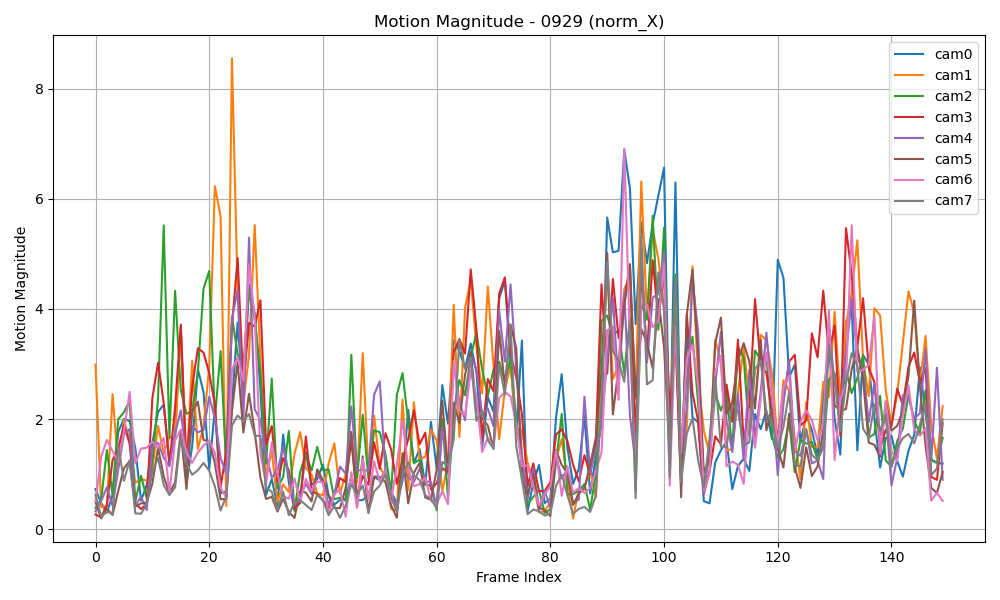 Motion Magnitude - 0929 (norm_X)
cam0
cam1
cam2
cam3
cam4
cam5
cam6
cam7
Motion Magnitude
8
6
4
2
0
0 20 40 60 80 100 120 140
Frame Index